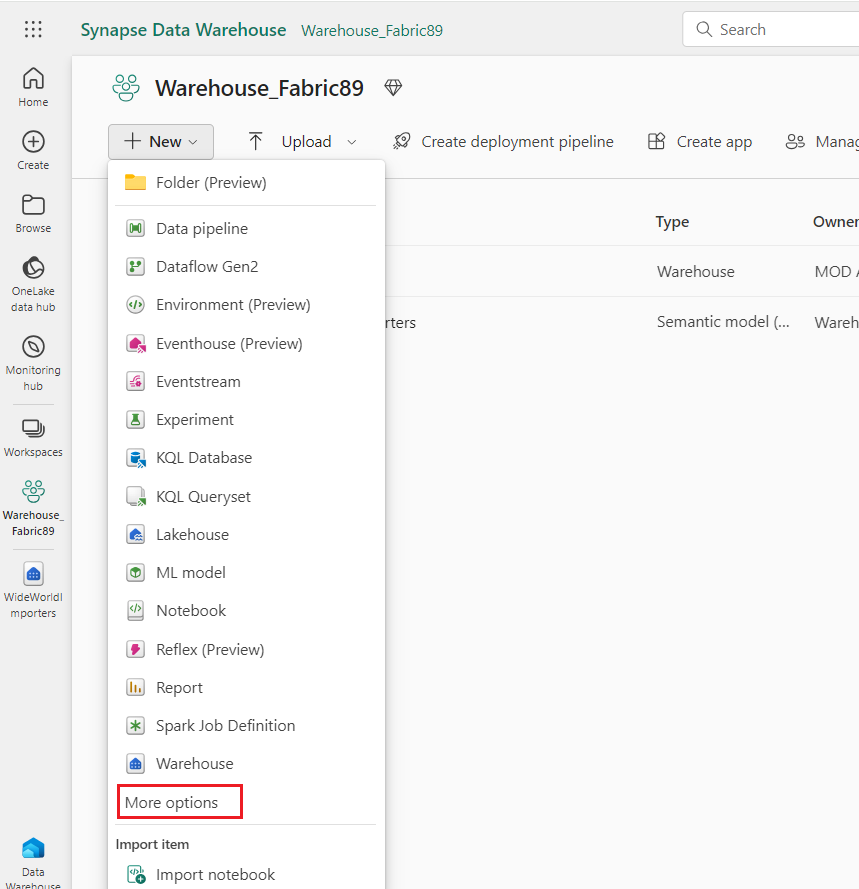 Synapse Data Warehouse Warehouse_Fabric89
Search
Home
Create
Browse
OneLake
data hub
Monitoring
hub
Workspaces
Warehouse_
Fabric89
WideWorldI
mporters
Data
Warehouse
Warehouse_Fabric89
New
Upload
Create deployment pipeline
Create app
Manag
Folder (Preview)
Data pipeline
Dataflow Gen2
Environment (Preview)
Eventhouse (Preview)
Eventstream
Experiment
KQL Database
KQL Queryset
Lakehouse
ML model
Notebook
Reflex (Preview)
Report
Spark Job Definition
Warehouse
More options
Import item
Import notebook
Type Owner
Warehouse MOD A
rters Semantic model (... Wareh